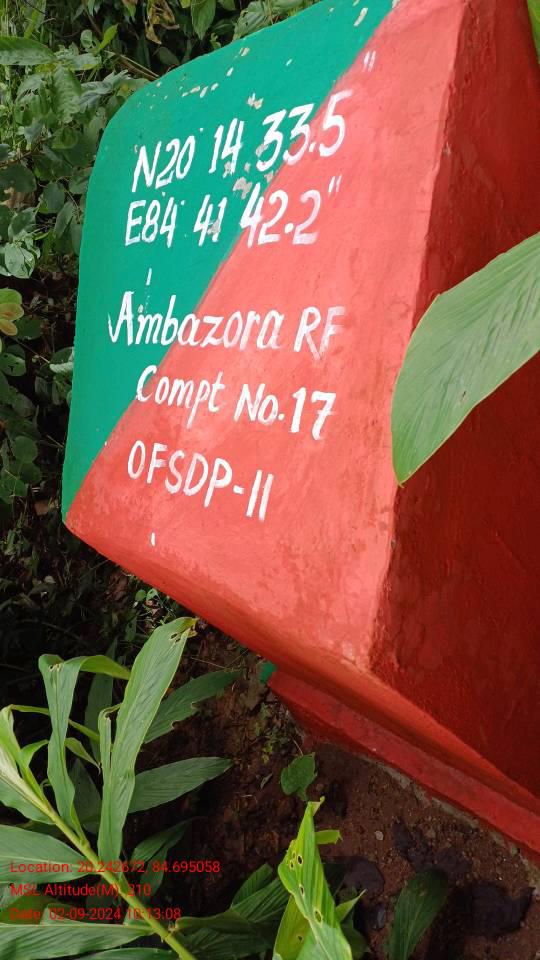 N20° 14 33.5"
E84° 41 42.2"
Ambazora RF
Compt No.17
OFSDP-II
Location: 20.242672, 84.695058
MSL Altitude(M): 310
Date: 02-09-2024 10:13:08